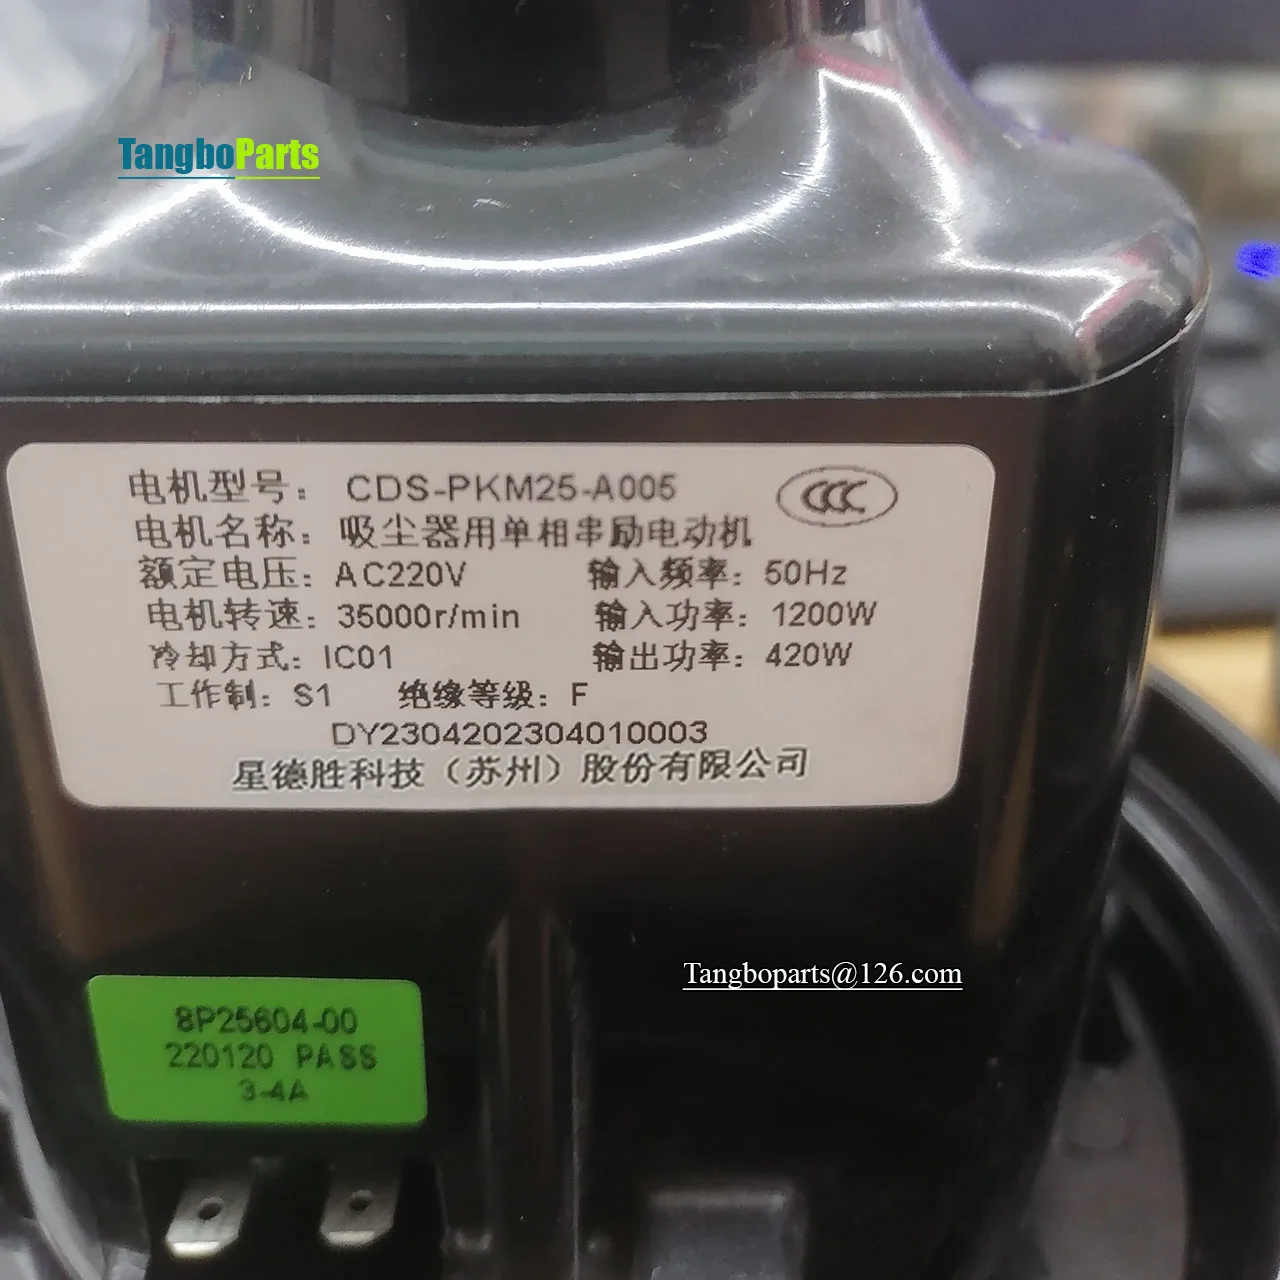 TangboParts
电机型号：CDS-PKM25-A005
CCC
电机名称：吸尘器用单相串励电动机
额定电压：AC220V 输入频率：50Hz
电机转速：35000r/min 输入功率：1200W
冷却方式：IC01 输出功率：420W
工作制：S1 绝缘等级：F
DY2304202304010003
星德胜科技（苏州）股份有限公司
Tangboparts@126.com
8P25604-00
220120 PASS
3-4A